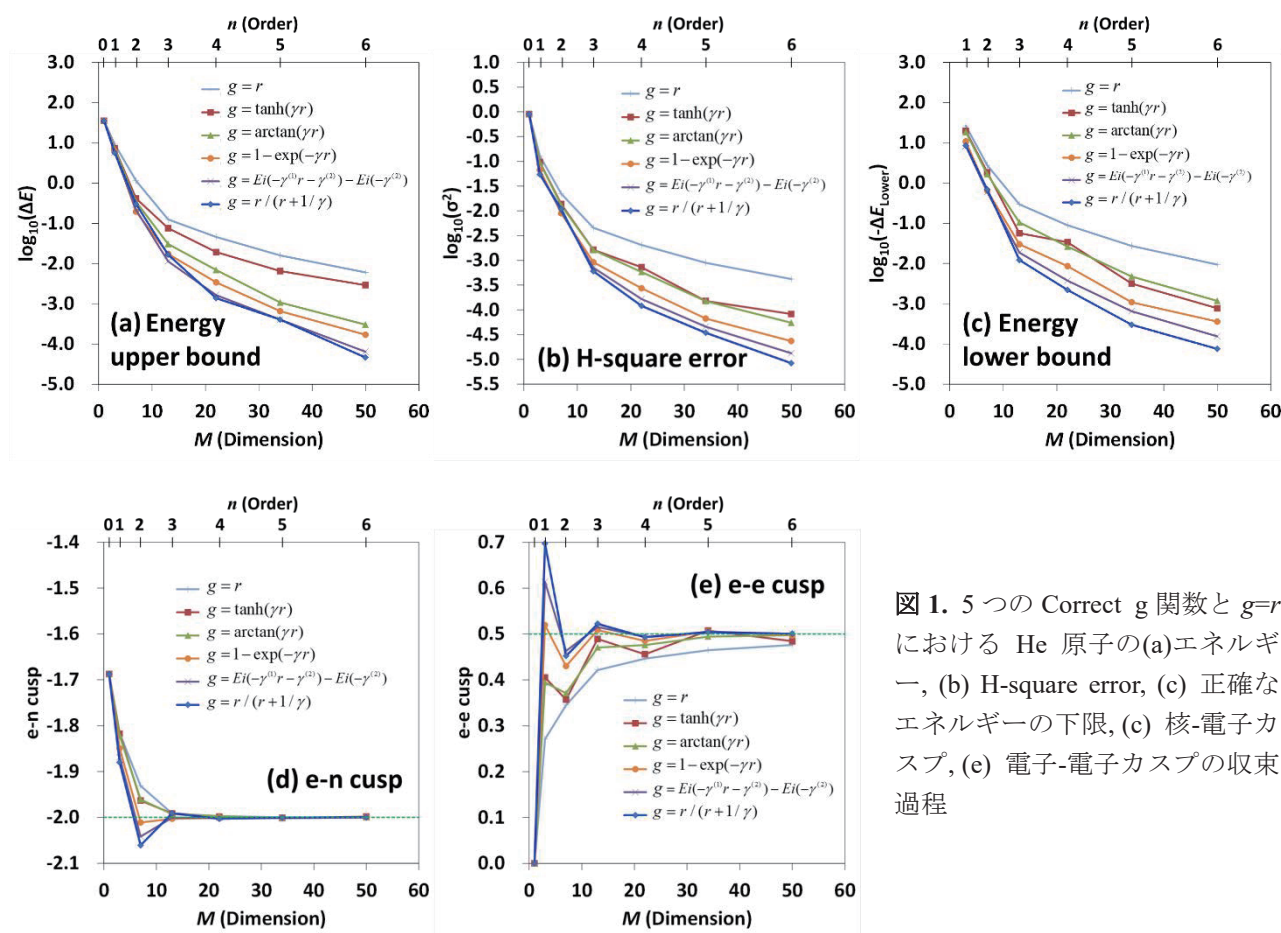 n (Order)
0 1 2 3 4 5 6
3.0
2.0
1.0
0.0
-1.0
-2.0
-3.0
-4.0
-5.0
log10(ΔE)
g = r
g = tanh(γr)
g = arctan(γr)
g = 1 − exp(−γr)
g = Ei(−γ(1)r − γ(2)) − Ei(−γ(2))
g = r / (r + 1/γ)
(a) Energy
upper bound
0 10 20 30 40 50 60
M (Dimension)
n (Order)
0 1 2 3 4 5 6
1.0
0.5
0.0
-0.5
-1.0
-1.5
-2.0
-2.5
-3.0
-3.5
-4.0
-4.5
-5.0
-5.5
log10(σ2)
g = r
g = tanh(γr)
g = arctan(γr)
g = 1 − exp(−γr)
g = Ei(−γ(1)r − γ(2)) − Ei(−γ(2))
g = r / (r + 1/γ)
(b) H-square error
0 10 20 30 40 50 60
M (Dimension)
n (Order)
1 2 3 4 5 6
3.0
2.0
1.0
0.0
-1.0
-2.0
-3.0
-4.0
-5.0
log10(-ΔELower)
g = r
g = tanh(γr)
g = arctan(γr)
g = 1 − exp(−γr)
g = Ei(−γ(1)r − γ(2)) − Ei(−γ(2))
g = r / (r + 1/γ)
(c) Energy
lower bound
0 10 20 30 40 50 60
M (Dimension)
n (Order)
0 1 2 3 4 5 6
-1.4
-1.5
-1.6
-1.7
-1.8
-1.9
-2.0
-2.1
e-n cusp
g = r
g = tanh(γr)
g = arctan(γr)
g = 1 − exp(−γr)
g = Ei(−γ(1)r − γ(2)) − Ei(−γ(2))
g = r / (r + 1/γ)
(d) e-n cusp
0 10 20 30 40 50 60
M (Dimension)
n (Order)
0 1 2 3 4 5 6
0.7
0.6
0.5
0.4
0.3
0.2
0.1
0.0
e-e cusp
(e) e-e cusp
g = r
g = tanh(γr)
g = arctan(γr)
g = 1 − exp(−γr)
g = Ei(−γ(1)r − γ(2)) − Ei(−γ(2))
g = r / (r + 1/γ)
0 10 20 30 40 50 60
M (Dimension)
図 1. 5 つの Correct g 関数と g=r
における He 原子の(a)エネルギ
ー, (b) H-square error, (c) 正確な
エネルギーの下限, (c) 核-電子カ
スプ, (e) 電子-電子カスプの収束
過程